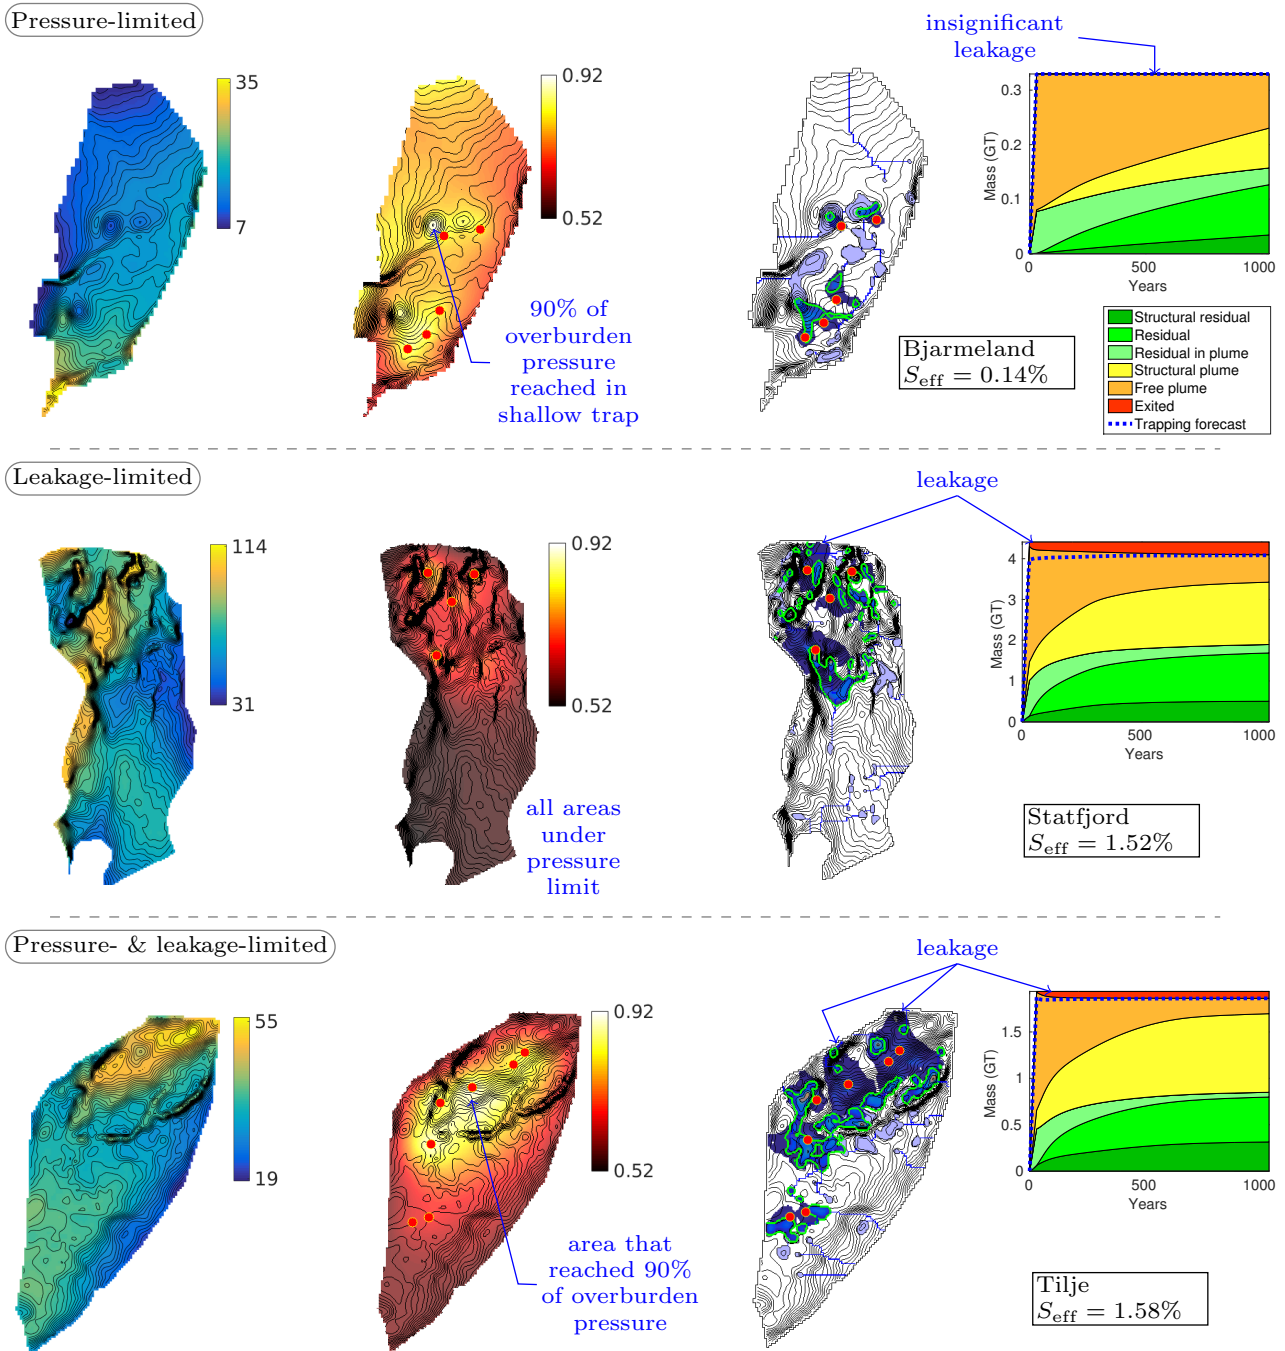 Pressure-limited
35
7
0.92
0.52
90% of
overburden
pressure
reached in
shallow trap
insignificant
leakage
Mass (GT)
0.3
0.2
0.1
0
0
500
1000
Years
Bjarmeland
S_eff = 0.14%
Structural residual
Residual
Residual in plume
Structural plume
Free plume
Exited
Trapping forecast
Leakage-limited
114
31
0.92
0.52
all areas
under
pressure
limit
leakage
Mass (GT)
4
3
2
1
0
0
500
1000
Years
Statfjord
S_eff = 1.52%
Pressure- & leakage-limited
55
19
0.92
0.52
area that
reached 90%
of overburden
pressure
leakage
Mass (GT)
1.5
1
0.5
0
0
500
1000
Years
Tilje
S_eff = 1.58%